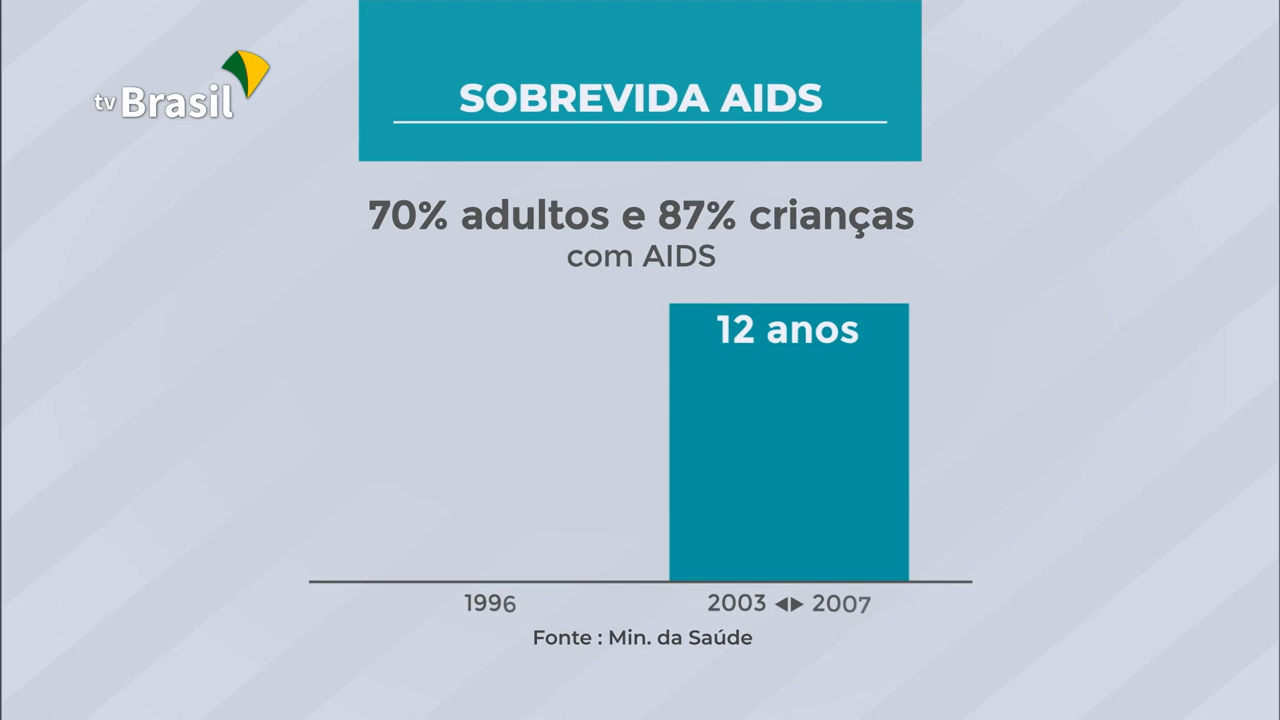 tv Brasil
SOBREVIDA AIDS
70% adultos e 87% crianças
com AIDS
12 anos
1996
2003 ◀▶ 2007
Fonte : Min. da Saúde